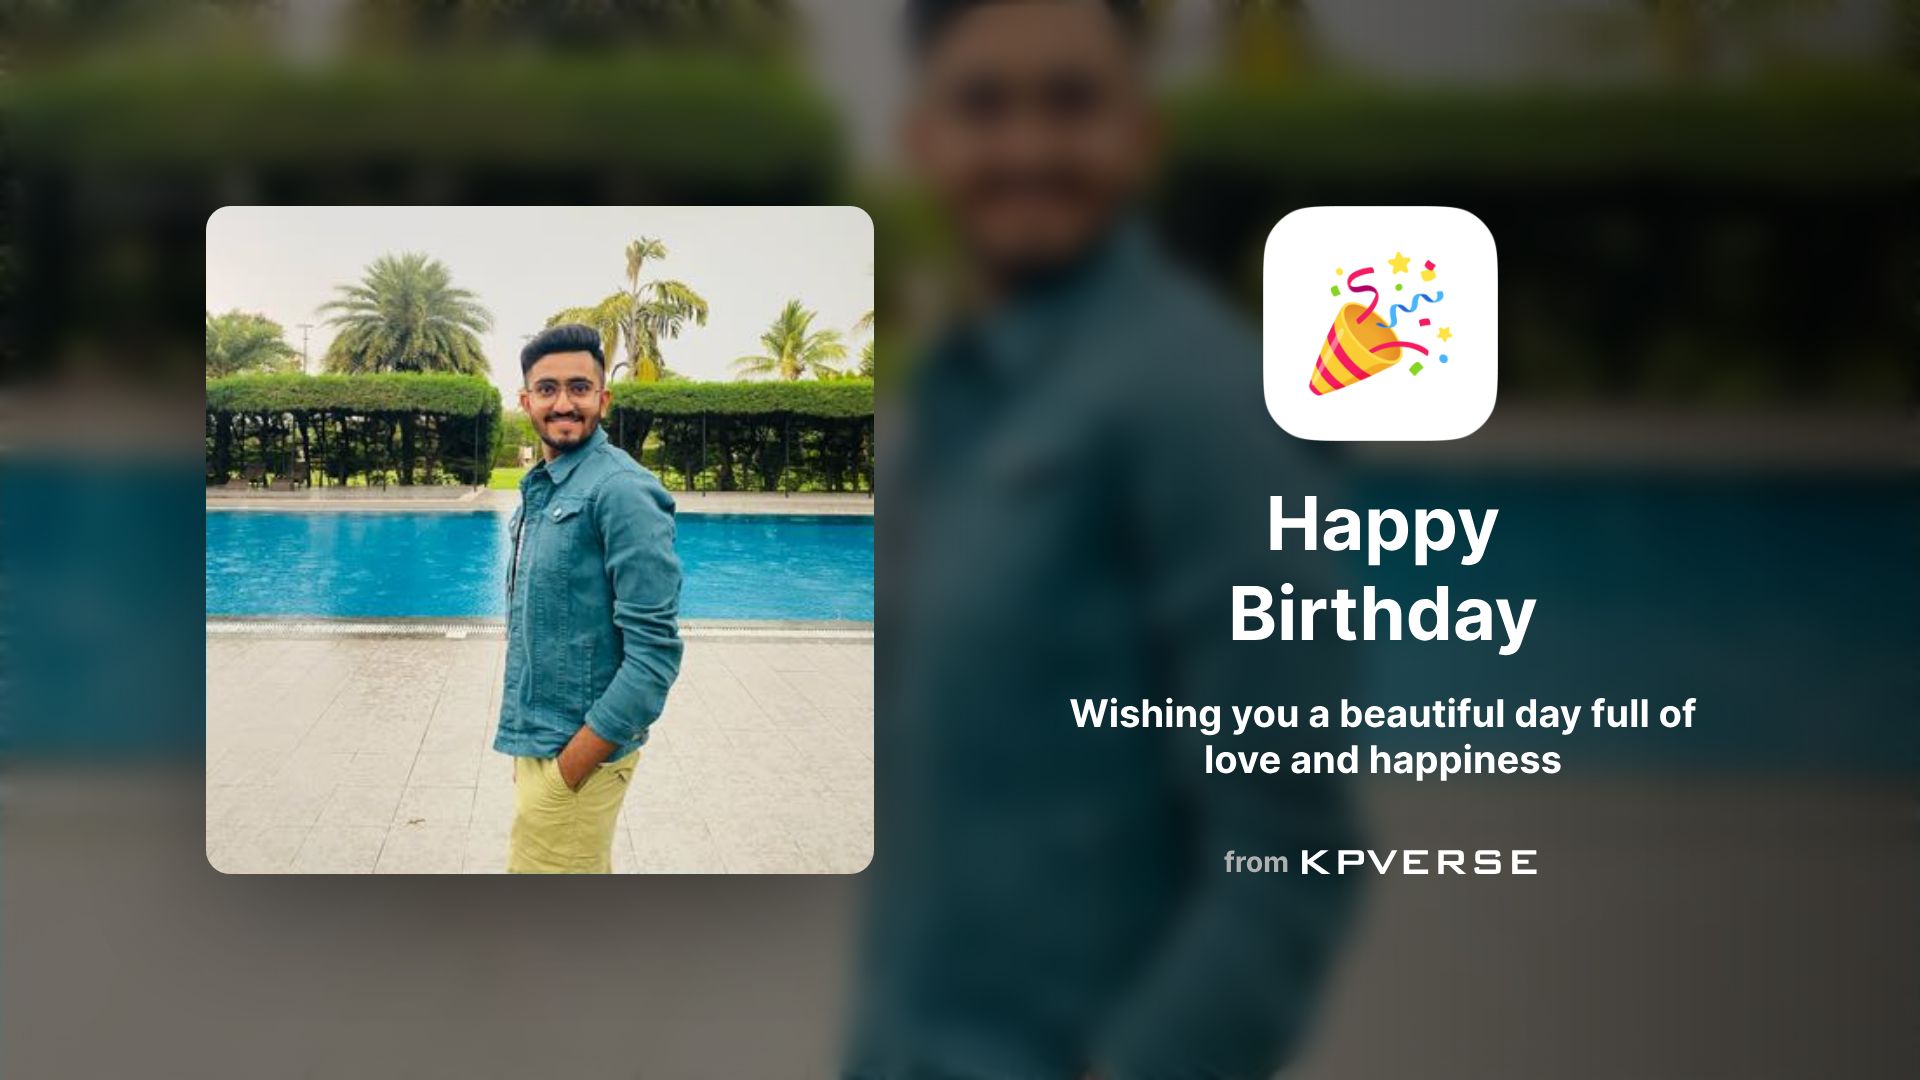 Happy
Birthday
Wishing you a beautiful day full of
love and happiness
from KPVERSE